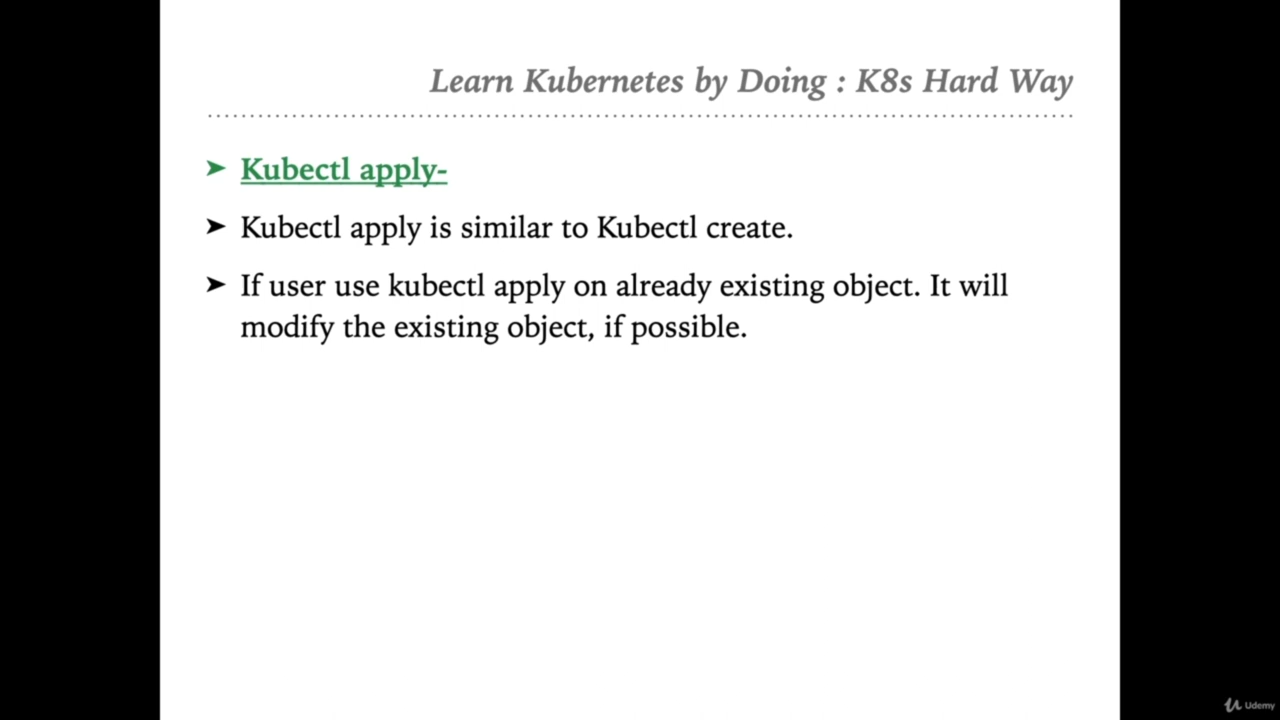 Learn Kubernetes by Doing : K8s Hard Way
➤ Kubectl apply-
➤ Kubectl apply is similar to Kubectl create.
➤ If user use kubectl apply on already existing object. It will
modify the existing object, if possible.
Udemy